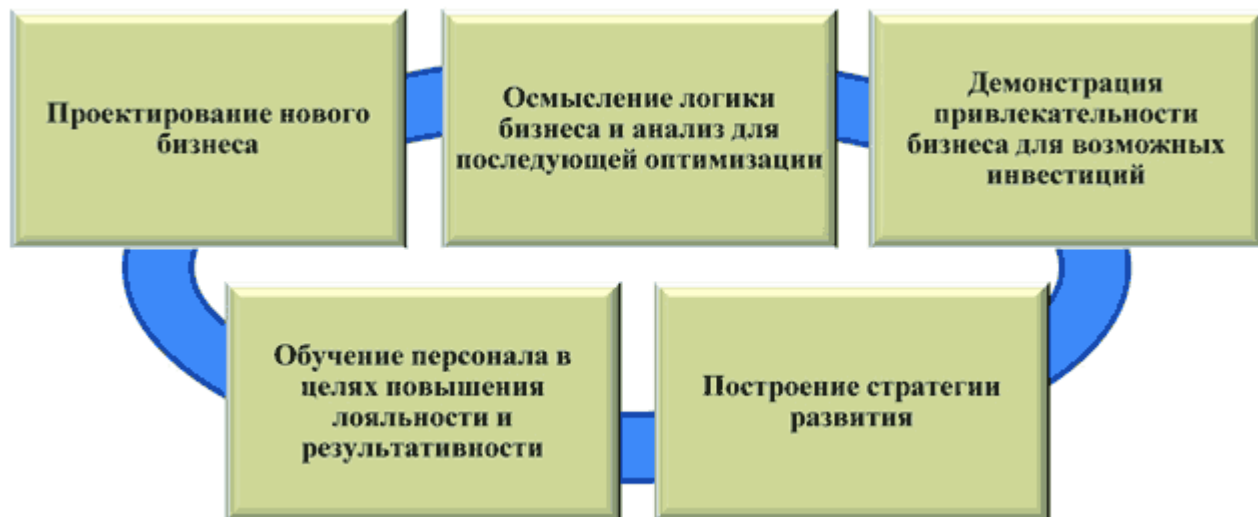 Проектирование нового
бизнеса
Осмысление логики
бизнеса и анализ для
последующей оптимизации
Демонстрация
привлекательности
бизнеса для возможных
инвестиций
Обучение персонала в
целях повышения
лояльности и
результативности
Построение стратегии
развития